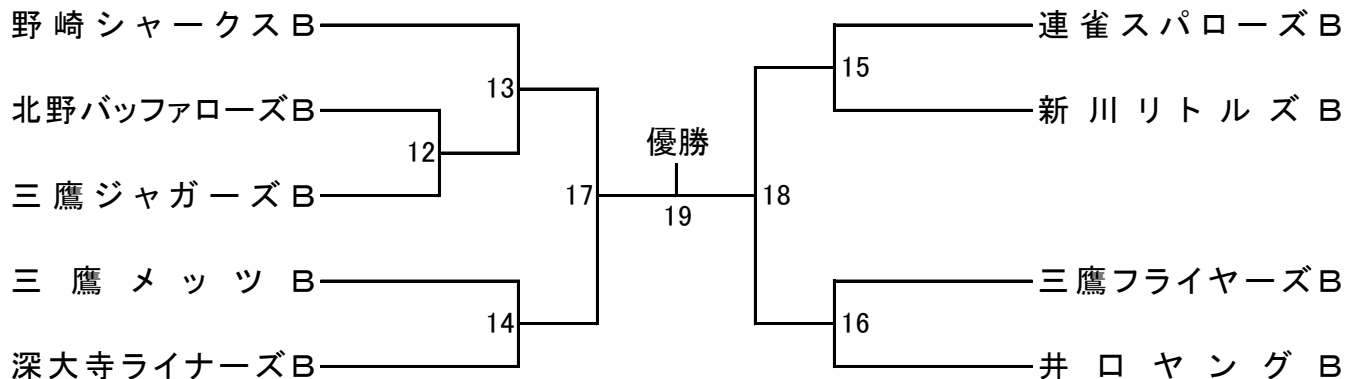 野崎シャークスB
連雀スパローズB
13
15
北野バッファローズB
新川リトルズB
12
優勝
三鷹ジャガーズB
17
18
19
三鷹メッツB
三鷹フライヤーズB
14
16
深大寺ライナーズB
井口ヤングB